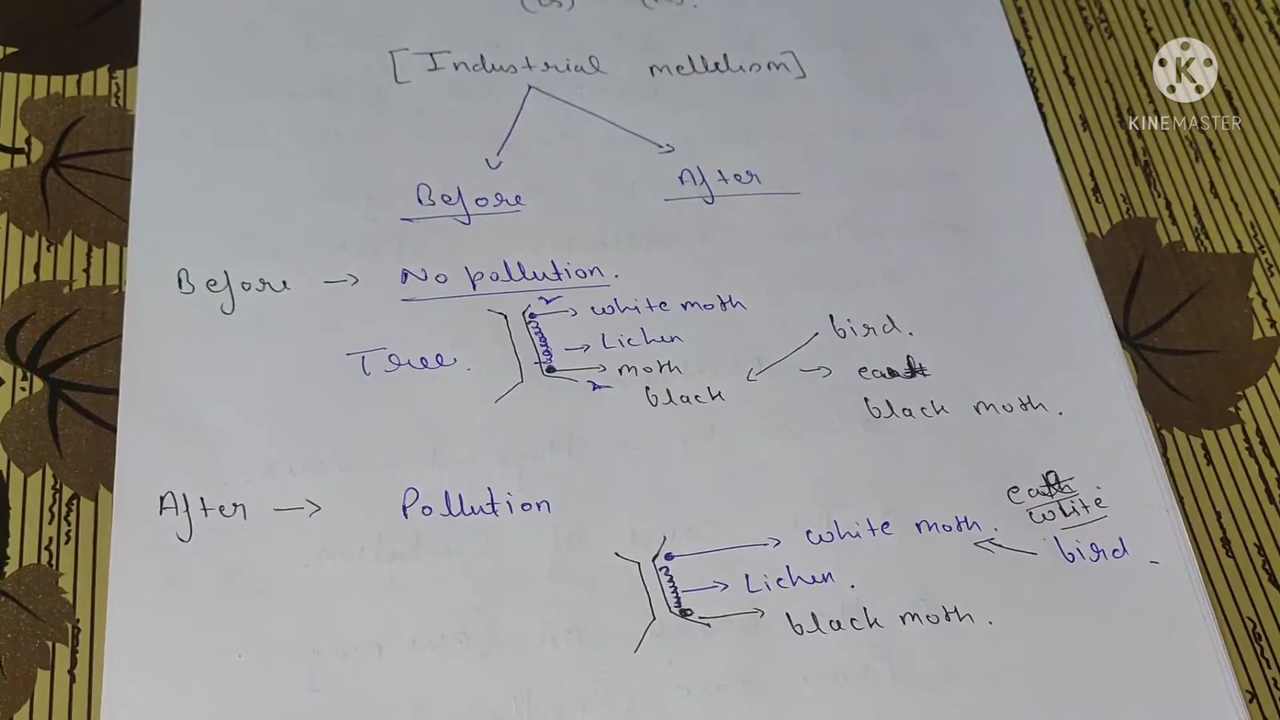 [Industrial mellelism]
Before
After
Before → No pollution.
Tree.
→ white moth
→ Lichen
→ moth
black
bird.
→ eat
black moth.
After → Pollution
→ white moth.
→ Lichen.
→ black moth.
eat
white
bird
KINEMASTER